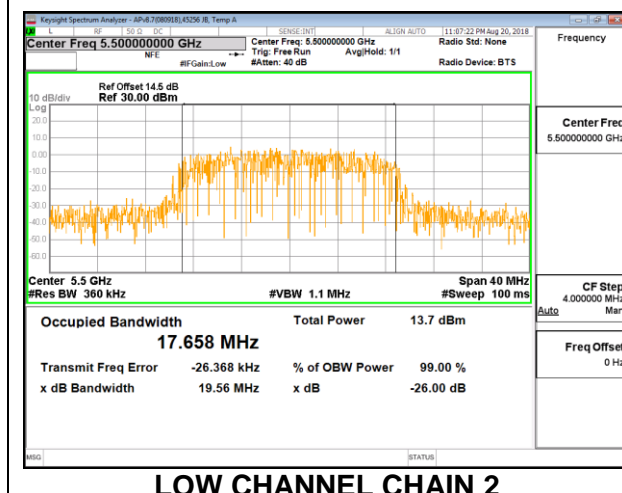 Keysight Spectrum Analyzer - APv8.7(080918),45256 JB, Temp A
L RF 50 Ω DC SENSE:INT ALIGN AUTO 11:07:22 PM Aug 20, 2018
Center Freq 5.500000000 GHz Center Freq: 5.500000000 GHz Radio Std: None
NFE Trig: Free Run Avg|Hold: 1/1
#IFGain:Low #Atten: 40 dB Radio Device: BTS
Frequency
Ref Offset 14.5 dB
10 dB/div Ref 30.00 dBm
Log
20.0
10.0
0.00
-10.0
-20.0
-30.0
-40.0
-50.0
-60.0
Center Freq
5.500000000 GHz
Center 5.5 GHz Span 40 MHz
#Res BW 360 kHz #VBW 1.1 MHz #Sweep 100 ms
CF Step
4.000000 MHz
Auto Man
Occupied Bandwidth Total Power 13.7 dBm
17.658 MHz
Freq Offset
0 Hz
Transmit Freq Error -26.368 kHz % of OBW Power 99.00 %
x dB Bandwidth 19.56 MHz x dB -26.00 dB
MSG STATUS
LOW CHANNEL CHAIN 2